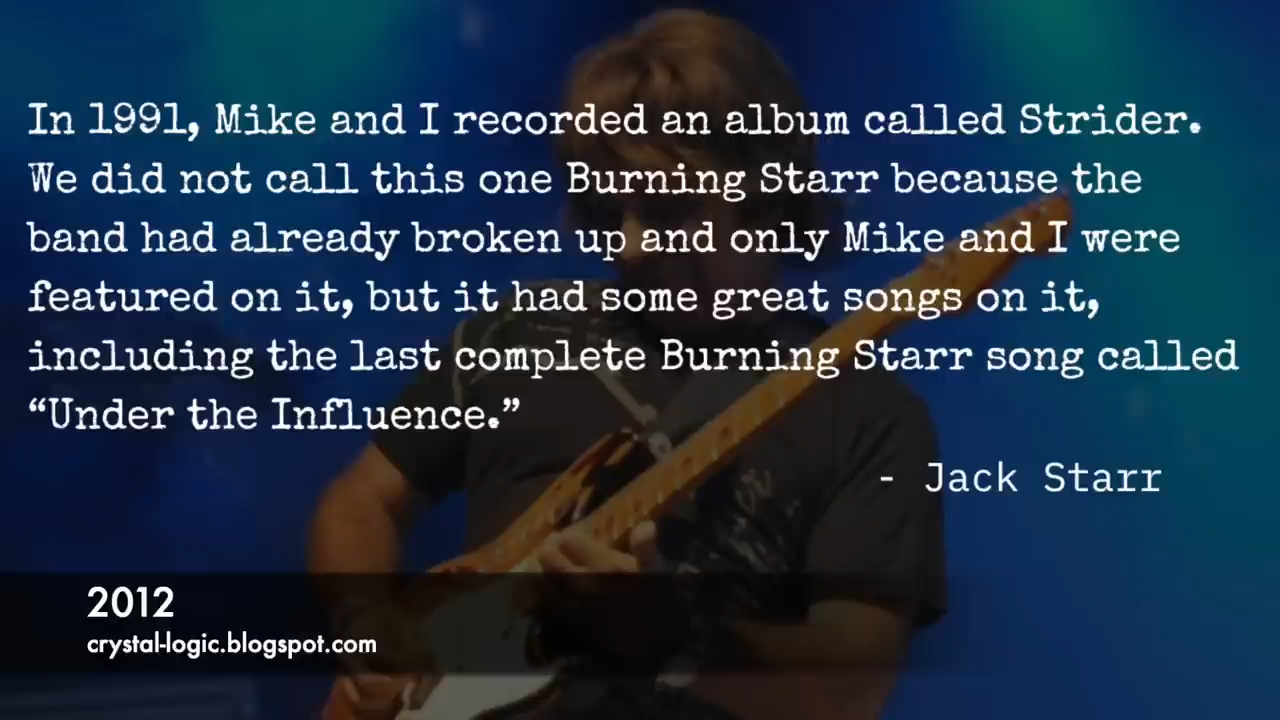 In 1991, Mike and I recorded an album called Strider.
We did not call this one Burning Starr because the
band had already broken up and only Mike and I were
featured on it, but it had some great songs on it,
including the last complete Burning Starr song called
“Under the Influence.”
- Jack Starr
2012
crystal-logic.blogspot.com